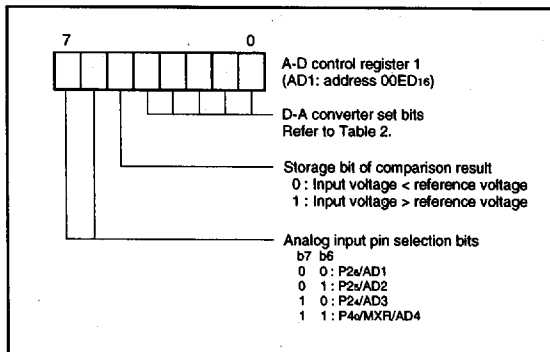 7 0
A-D control register 1
(AD1: address 00ED16)
D-A converter set bits
Refer to Table 2.
Storage bit of comparison result
0 : Input voltage < reference voltage
1 : Input voltage > reference voltage
Analog input pin selection bits
b7 b6
0 0 : P26/AD1
0 1 : P25/AD2
1 0 : P24/AD3
1 1 : P40/MXR/AD4